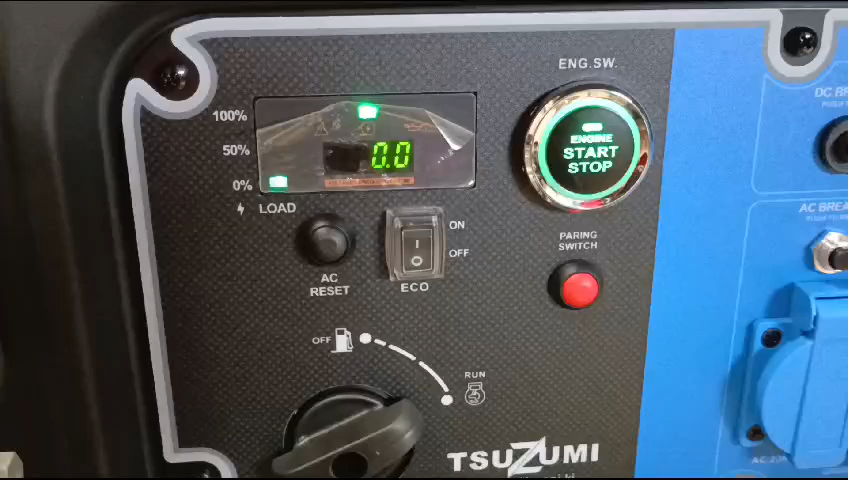 ENG.SW.
100%
50%
0%
0.0
LOAD
ENGINE
START
STOP
DC BR
AC BREA
ON
OFF
ECO
AC
RESET
PARING
SWITCH
OFF
RUN
TSUZUMI